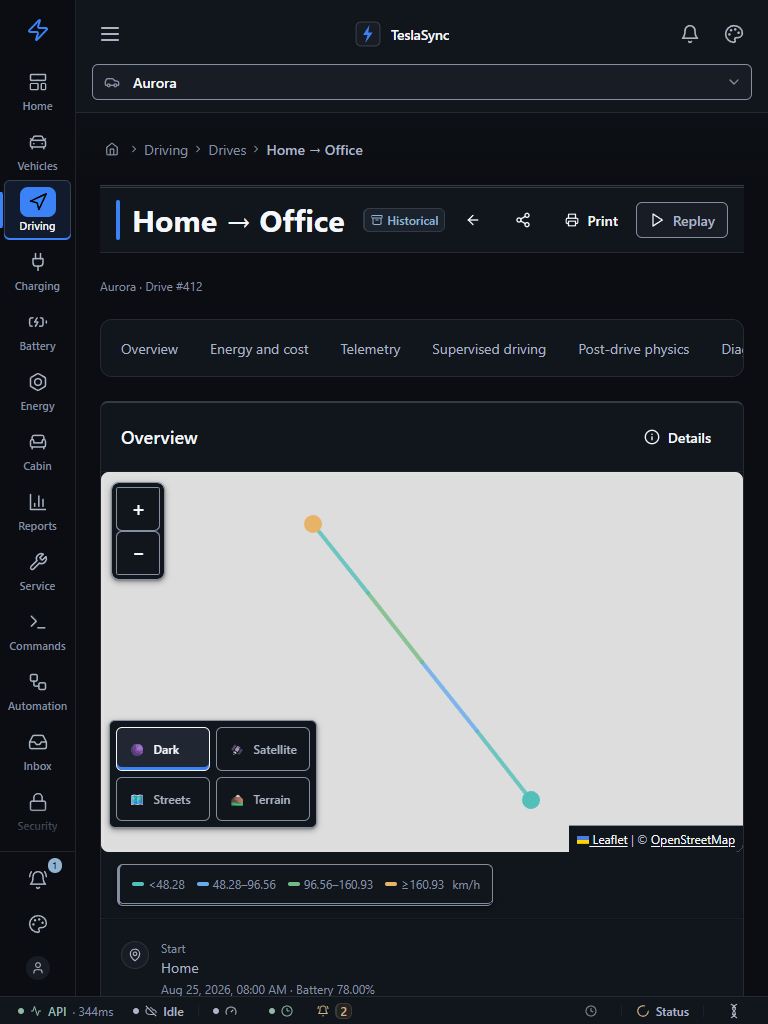 TeslaSync
Aurora
Home
Vehicles
Driving
Charging
Battery
Energy
Cabin
Reports
Service
Commands
Automation
Inbox
Security
1
Driving > Drives > Home → Office
Home → Office
Historical
Print
Replay
Aurora · Drive #412
Overview Energy and cost Telemetry Supervised driving Post-drive physics
Overview
Details
+
−
Dark
Satellite
Streets
Terrain
Leaflet | © OpenStreetMap
<48.28 48.28–96.56 96.56–160.93 ≥160.93 km/h
Start
Home
Aug 25, 2026, 08:00 AM · Battery 78.00%
API · 344ms Idle 2 Status